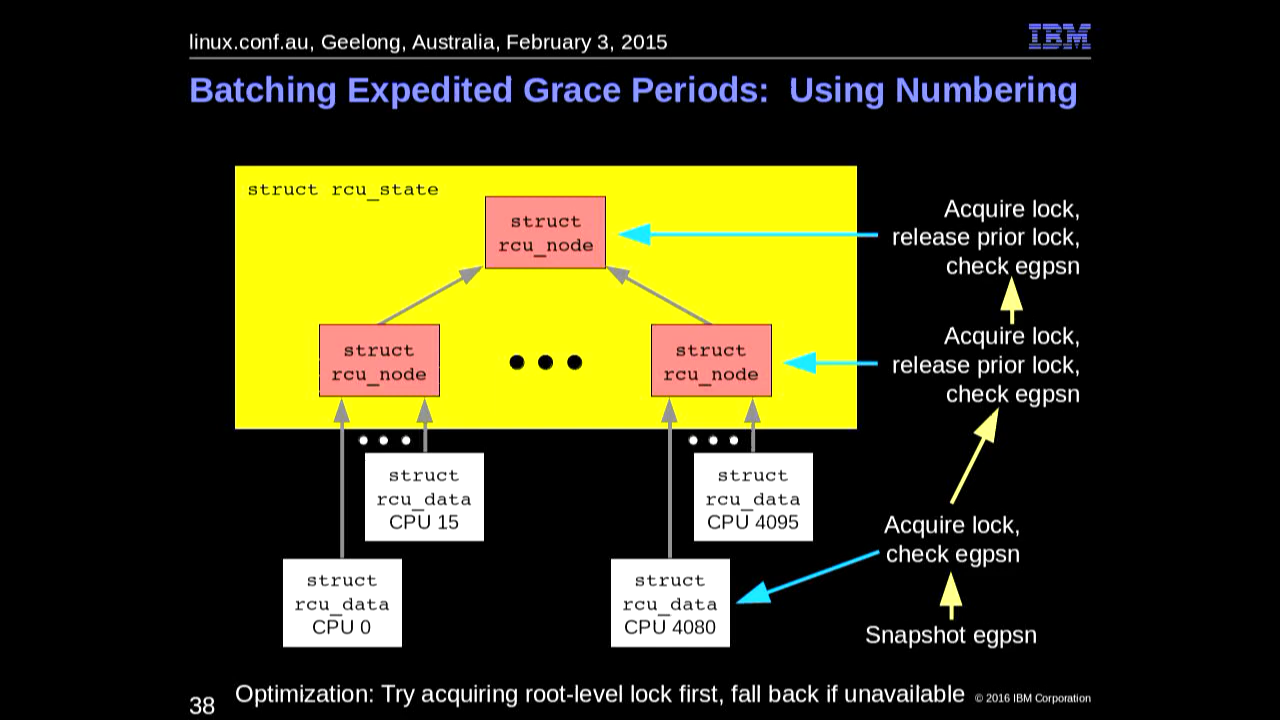 linux.conf.au, Geelong, Australia, February 3, 2015
IBM
Batching Expedited Grace Periods: Using Numbering
struct rcu_state
struct
rcu_node
struct
rcu_node
struct
rcu_node
struct
rcu_data
CPU 15
struct
rcu_data
CPU 4095
struct
rcu_data
CPU 0
struct
rcu_data
CPU 4080
Acquire lock,
release prior lock,
check egpsn
Acquire lock,
release prior lock,
check egpsn
Acquire lock,
check egpsn
Snapshot egpsn
Optimization: Try acquiring root-level lock first, fall back if unavailable
38
© 2016 IBM Corporation